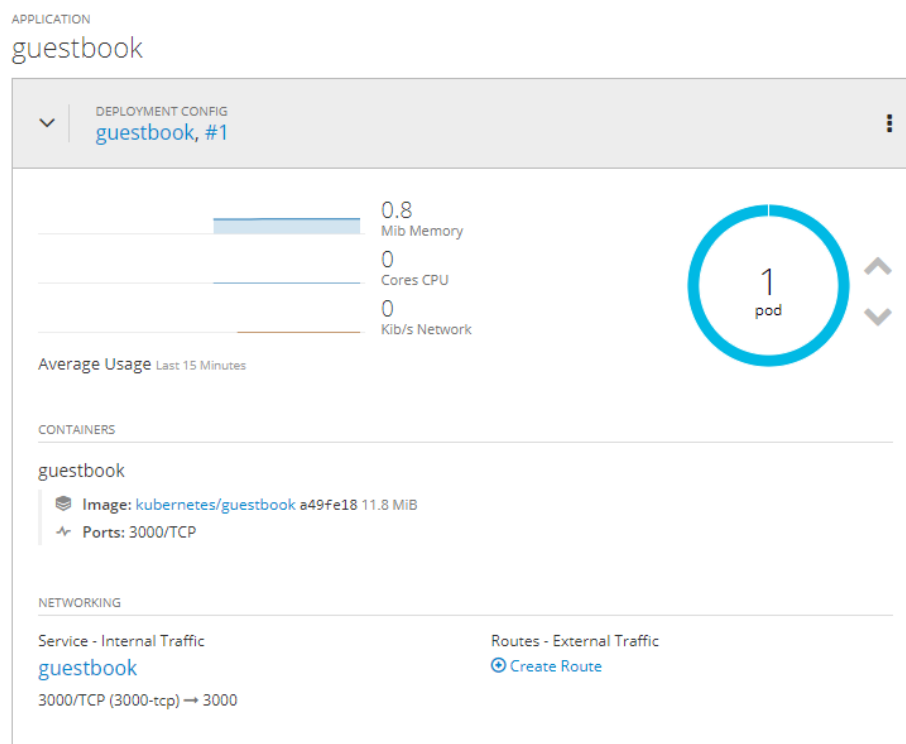 APPLICATION
guestbook
DEPLOYMENT CONFIG
guestbook, #1
0.8
Mib Memory
0
Cores CPU
0
Kib/s Network
1
pod
Average Usage Last 15 Minutes
CONTAINERS
guestbook
Image: kubernetes/guestbook a49fe18 11.8 MiB
Ports: 3000/TCP
NETWORKING
Service - Internal Traffic
guestbook
3000/TCP (3000-tcp) → 3000
Routes - External Traffic
Create Route